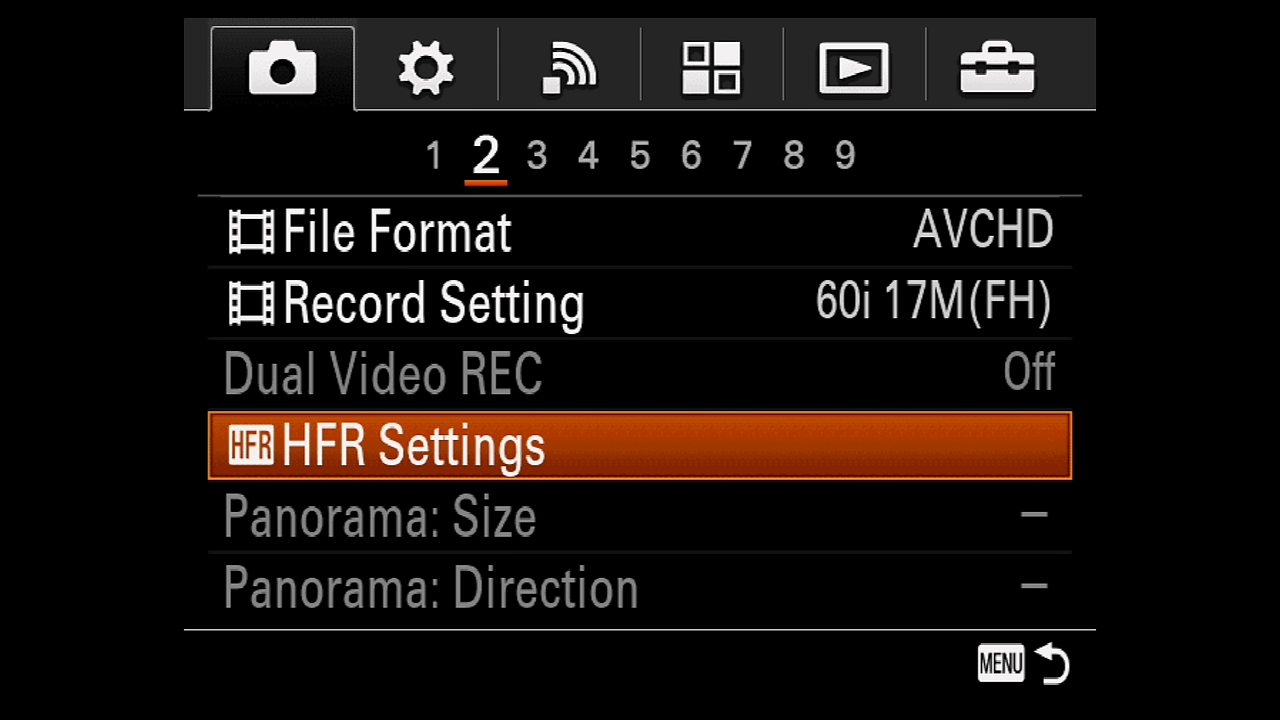 1 2 3 4 5 6 7 8 9
File Format AVCHD
Record Setting 60i 17M(FH)
Dual Video REC Off
HFR HFR Settings
Panorama: Size –
Panorama: Direction –
MENU